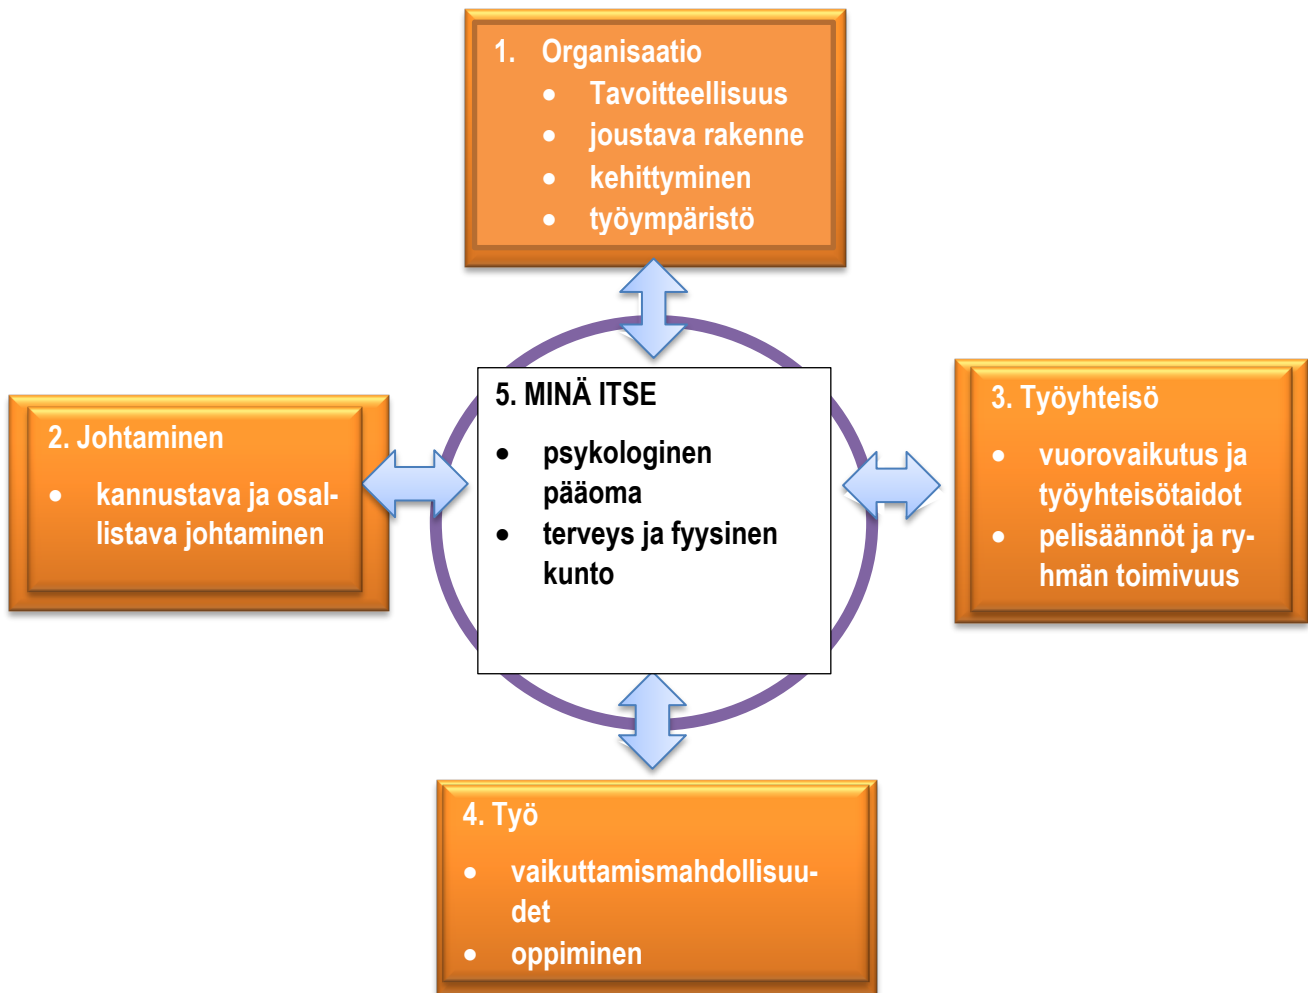 1. Organisaatio
• Tavoitteellisuus
• joustava rakenne
• kehittyminen
• työympäristö
2. Johtaminen
• kannustava ja osal-
listava johtaminen
5. MINÄ ITSE
• psykologinen
pääoma
• terveys ja fyysinen
kunto
3. Työyhteisö
• vuorovaikutus ja
työyhteisötaidot
• pelisäännöt ja ry-
hmän toimivuus
4. Työ
• vaikuttamismahdollisuu-
det
• oppiminen